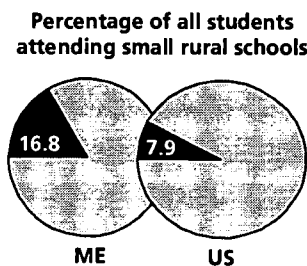 Percentage of all students
attending small rural schools
16.8
7.9
ME
US